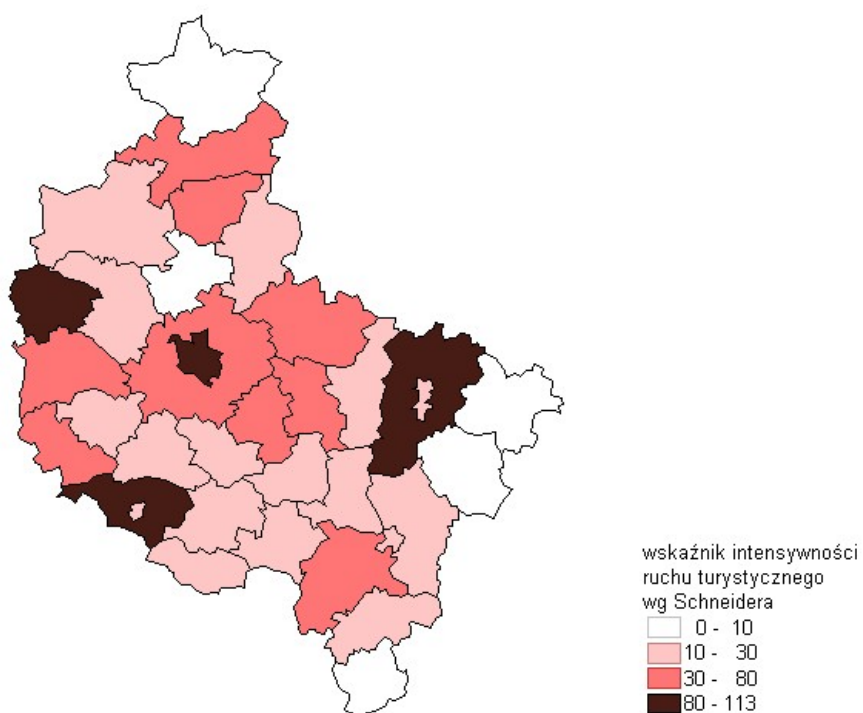 wskaźnik intensywności
ruchu turystycznego
wg Schneidera
0 - 10
10 - 30
30 - 80
80 - 113